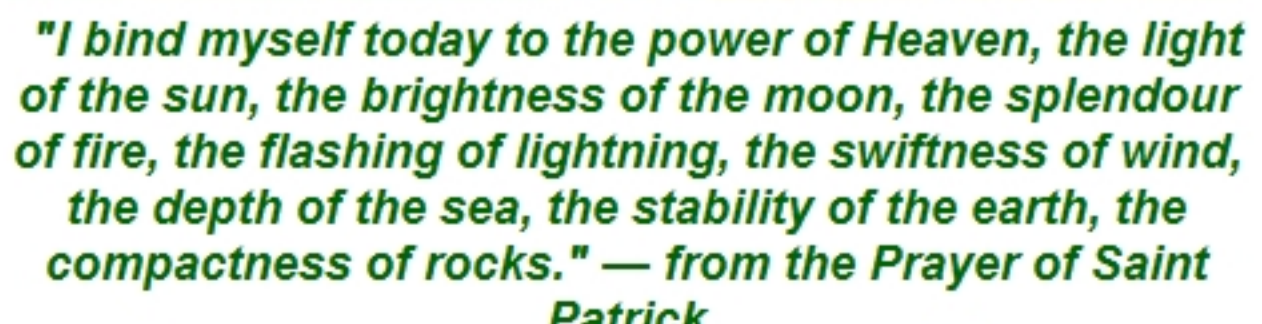 "I bind myself today to the power of Heaven, the light
of the sun, the brightness of the moon, the splendour
of fire, the flashing of lightning, the swiftness of wind,
the depth of the sea, the stability of the earth, the
compactness of rocks." — from the Prayer of Saint
Patrick